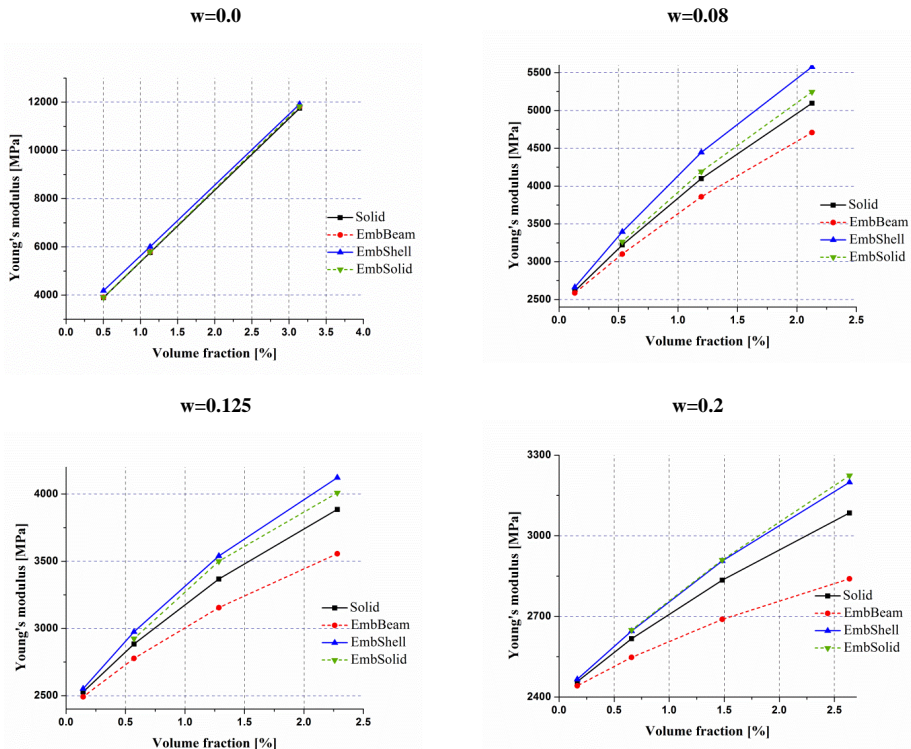 w=0.0
12000
10000
8000
6000
4000
Young's modulus [MPa]
0.0 0.5 1.0 1.5 2.0 2.5 3.0 3.5 4.0
Volume fraction [%]
Solid
EmbBeam
EmbShell
EmbSolid
w=0.08
5500
5000
4500
4000
3500
3000
2500
Young's modulus [MPa]
0.0 0.5 1.0 1.5 2.0 2.5
Volume fraction [%]
Solid
EmbBeam
EmbShell
EmbSolid
w=0.125
4000
3500
3000
2500
Young's modulus [MPa]
0.0 0.5 1.0 1.5 2.0 2.5
Volume fraction [%]
Solid
EmbBeam
EmbShell
EmbSolid
w=0.2
3300
3000
2700
2400
Young's modulus [MPa]
0.0 0.5 1.0 1.5 2.0 2.5
Volume fraction [%]
Solid
EmbBeam
EmbShell
EmbSolid